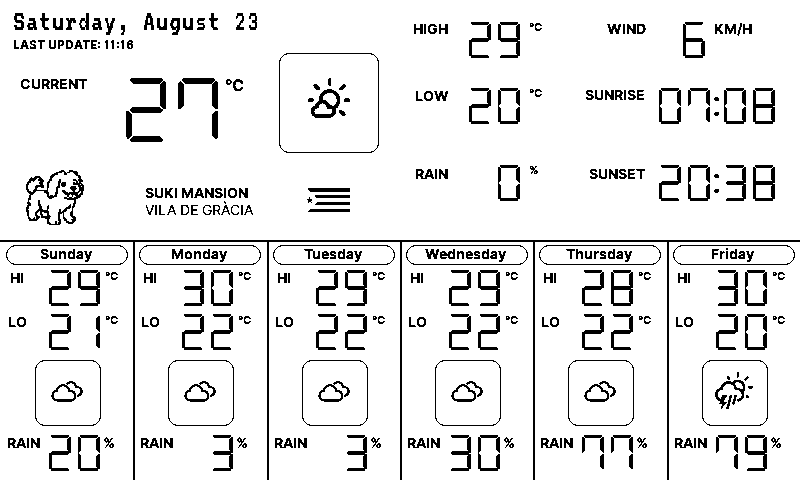 Saturday, August 23
LAST UPDATE: 11:16
CURRENT 27 °C
HIGH 29 °C
WIND 6 KM/H
LOW 20 °C
SUNRISE 07:08
RAIN 0 %
SUNSET 20:38
SUKI MANSION
VILA DE GRÀCIA
Sunday
HI 29 °C
LO 21 °C
RAIN 20 %
Monday
HI 30 °C
LO 22 °C
RAIN 3 %
Tuesday
HI 29 °C
LO 22 °C
RAIN 3 %
Wednesday
HI 29 °C
LO 22 °C
RAIN 30 %
Thursday
HI 28 °C
LO 22 °C
RAIN 77 %
Friday
HI 30 °C
LO 20 °C
RAIN 79 %